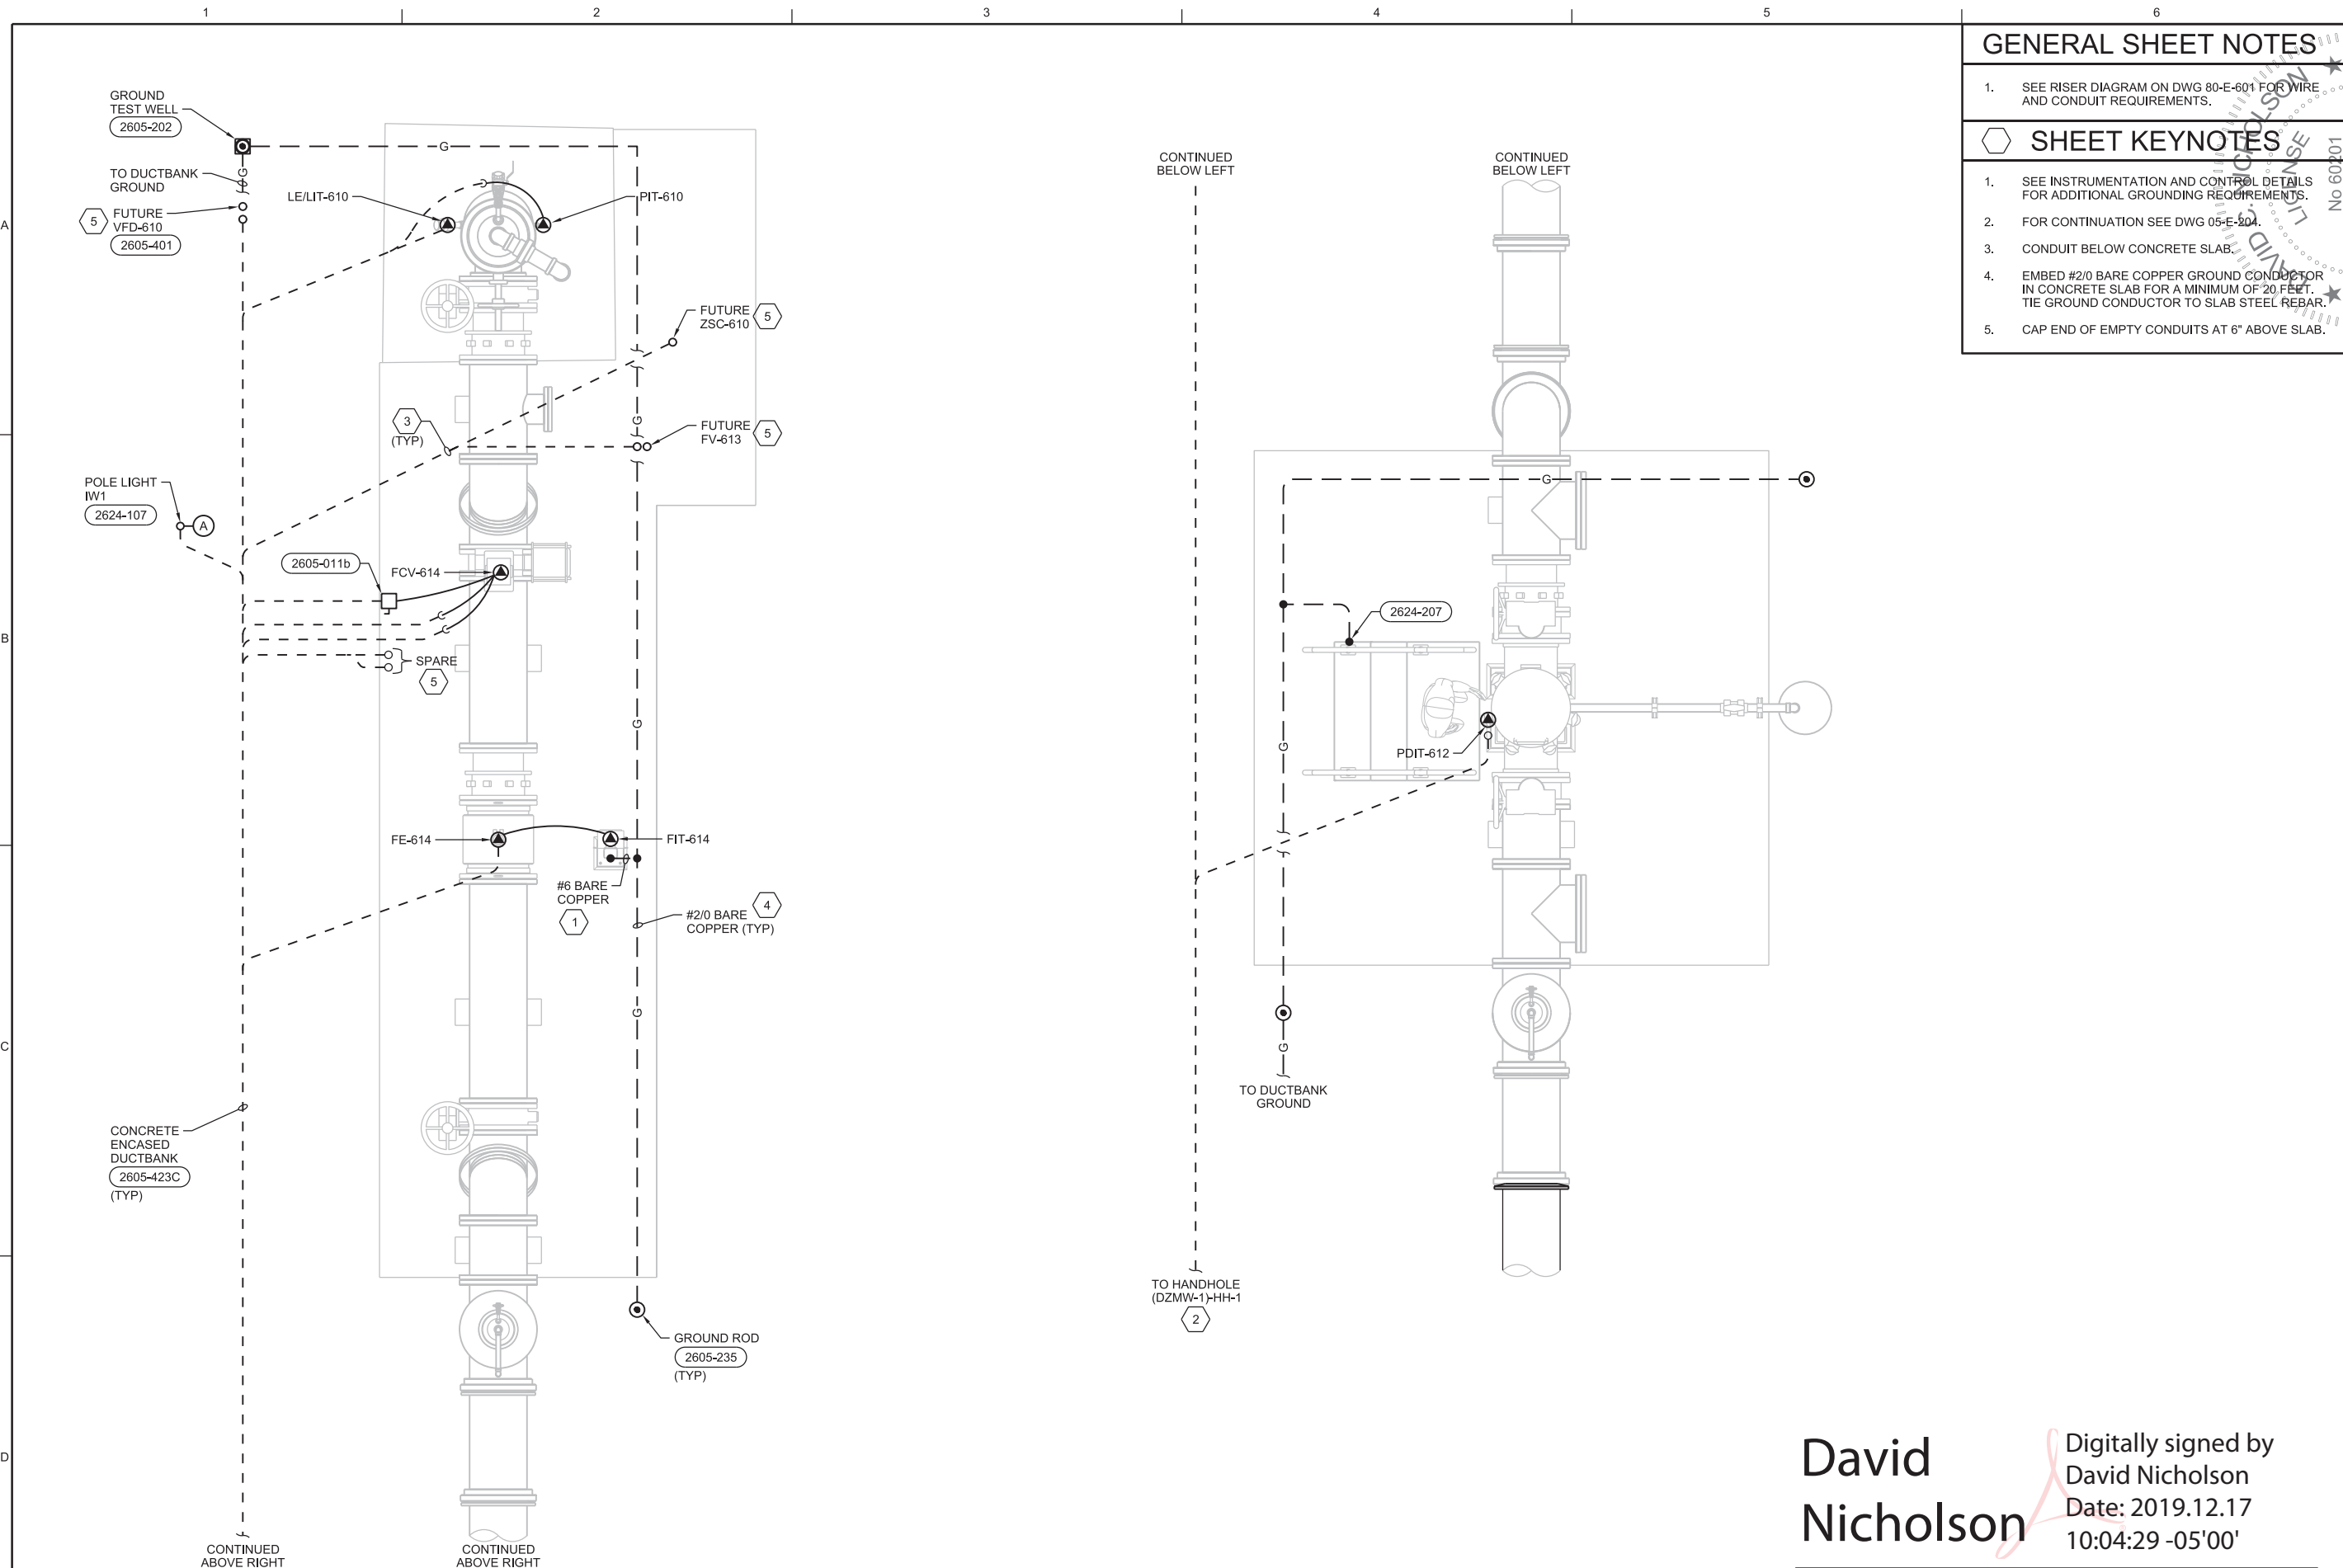 1
2
3
4
5
6
A
B
C
D
GROUND
TEST WELL
2605-202
TO DUCTBANK
GROUND
5
FUTURE
VFD-610
2605-401
G
G
LE/LIT-610
PIT-610
FUTURE
ZSC-610
5
3
(TYP)
G
FUTURE
FV-613
5
POLE LIGHT
IW1
2624-107
A
2605-011b
FCV-614
SPARE
5
G
FE-614
FIT-614
#6 BARE
COPPER
1
#2/0 BARE
COPPER (TYP)
4
G
CONCRETE
ENCASED
DUCTBANK
2605-423C
(TYP)
GROUND ROD
2605-235
(TYP)
CONTINUED
ABOVE RIGHT
CONTINUED
ABOVE RIGHT
CONTINUED
BELOW LEFT
CONTINUED
BELOW LEFT
G
2624-207
G
PDIT-612
G
TO DUCTBANK
GROUND
TO HANDHOLE
(DZMW-1)-HH-1
2
GENERAL SHEET NOTES
1. SEE RISER DIAGRAM ON DWG 80-E-601 FOR WIRE
AND CONDUIT REQUIREMENTS.
SHEET KEYNOTES
1. SEE INSTRUMENTATION AND CONTROL DETAILS
FOR ADDITIONAL GROUNDING REQUIREMENTS.
2. FOR CONTINUATION SEE DWG 05-E-204.
3. CONDUIT BELOW CONCRETE SLAB.
4. EMBED #2/0 BARE COPPER GROUND CONDUCTOR
IN CONCRETE SLAB FOR A MINIMUM OF 20 FEET.
TIE GROUND CONDUCTOR TO SLAB STEEL REBAR.
5. CAP END OF EMPTY CONDUITS AT 6" ABOVE SLAB.
DAVID C. NICHOLSON
LICENSE
No 60201
David
Nicholson
Digitally signed by
David Nicholson
Date: 2019.12.17
10:04:29 -05'00'